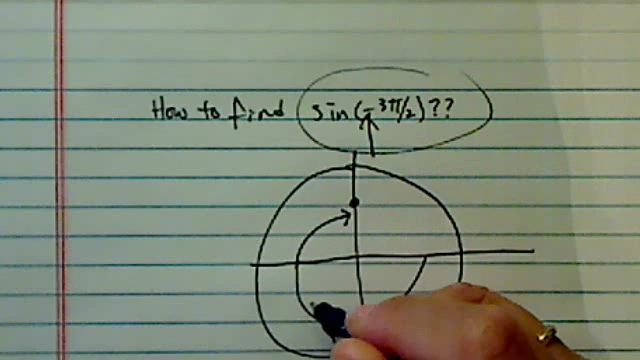 How to find sin(-3π/2)??